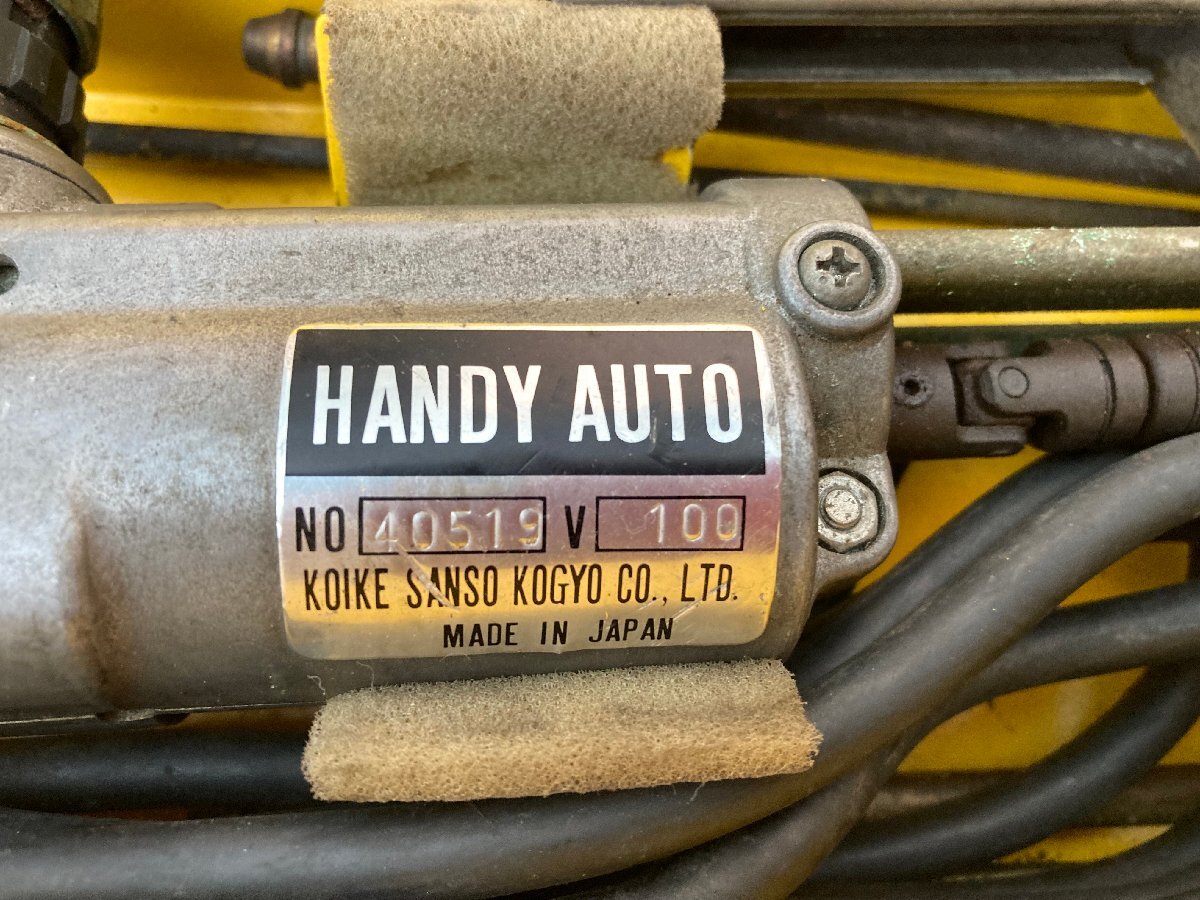 HANDY AUTO
NO 40519 V 100
KOIKE SANSO KOGYO CO., LTD.
MADE IN JAPAN